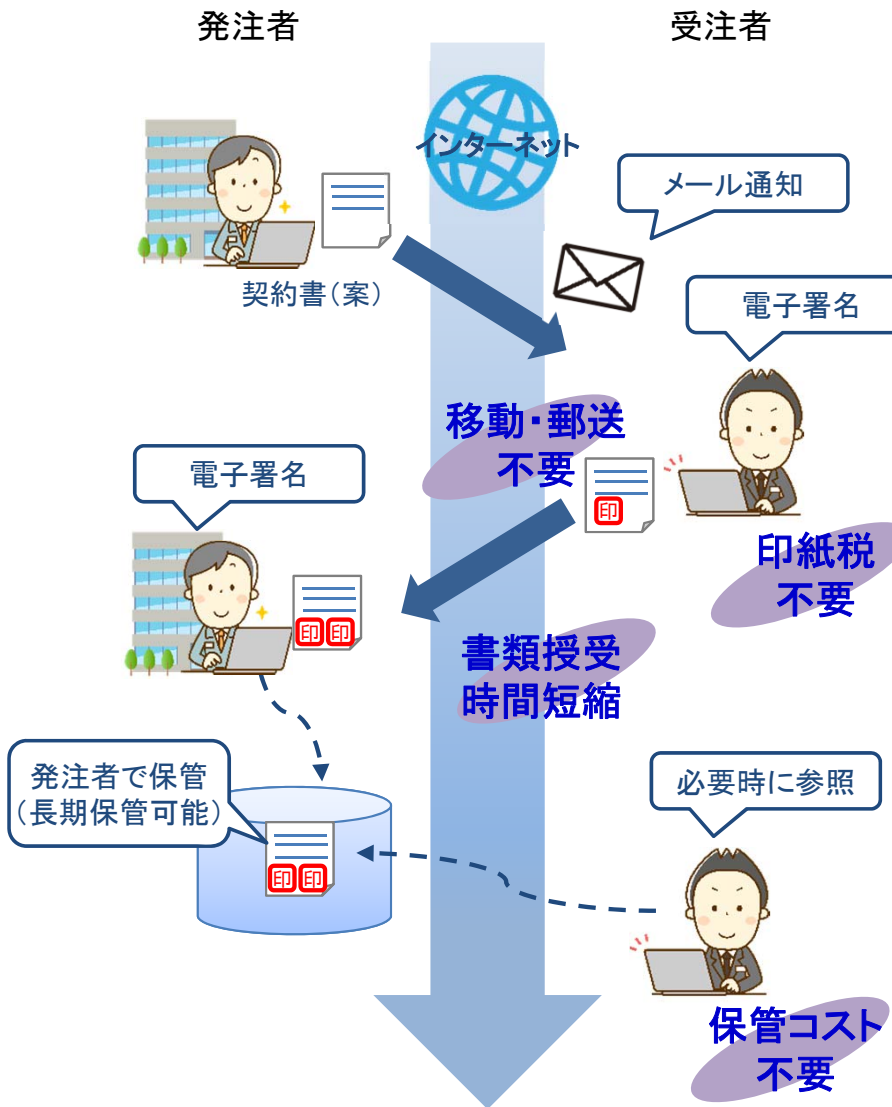 発注者
受注者
インターネット
メール通知
契約書(案)
電子署名
移動・郵送
不要
電子署名
印
印紙税
不要
印 印
書類授受
時間短縮
発注者で保管
(長期保管可能)
必要時に参照
印 印
保管コスト
不要